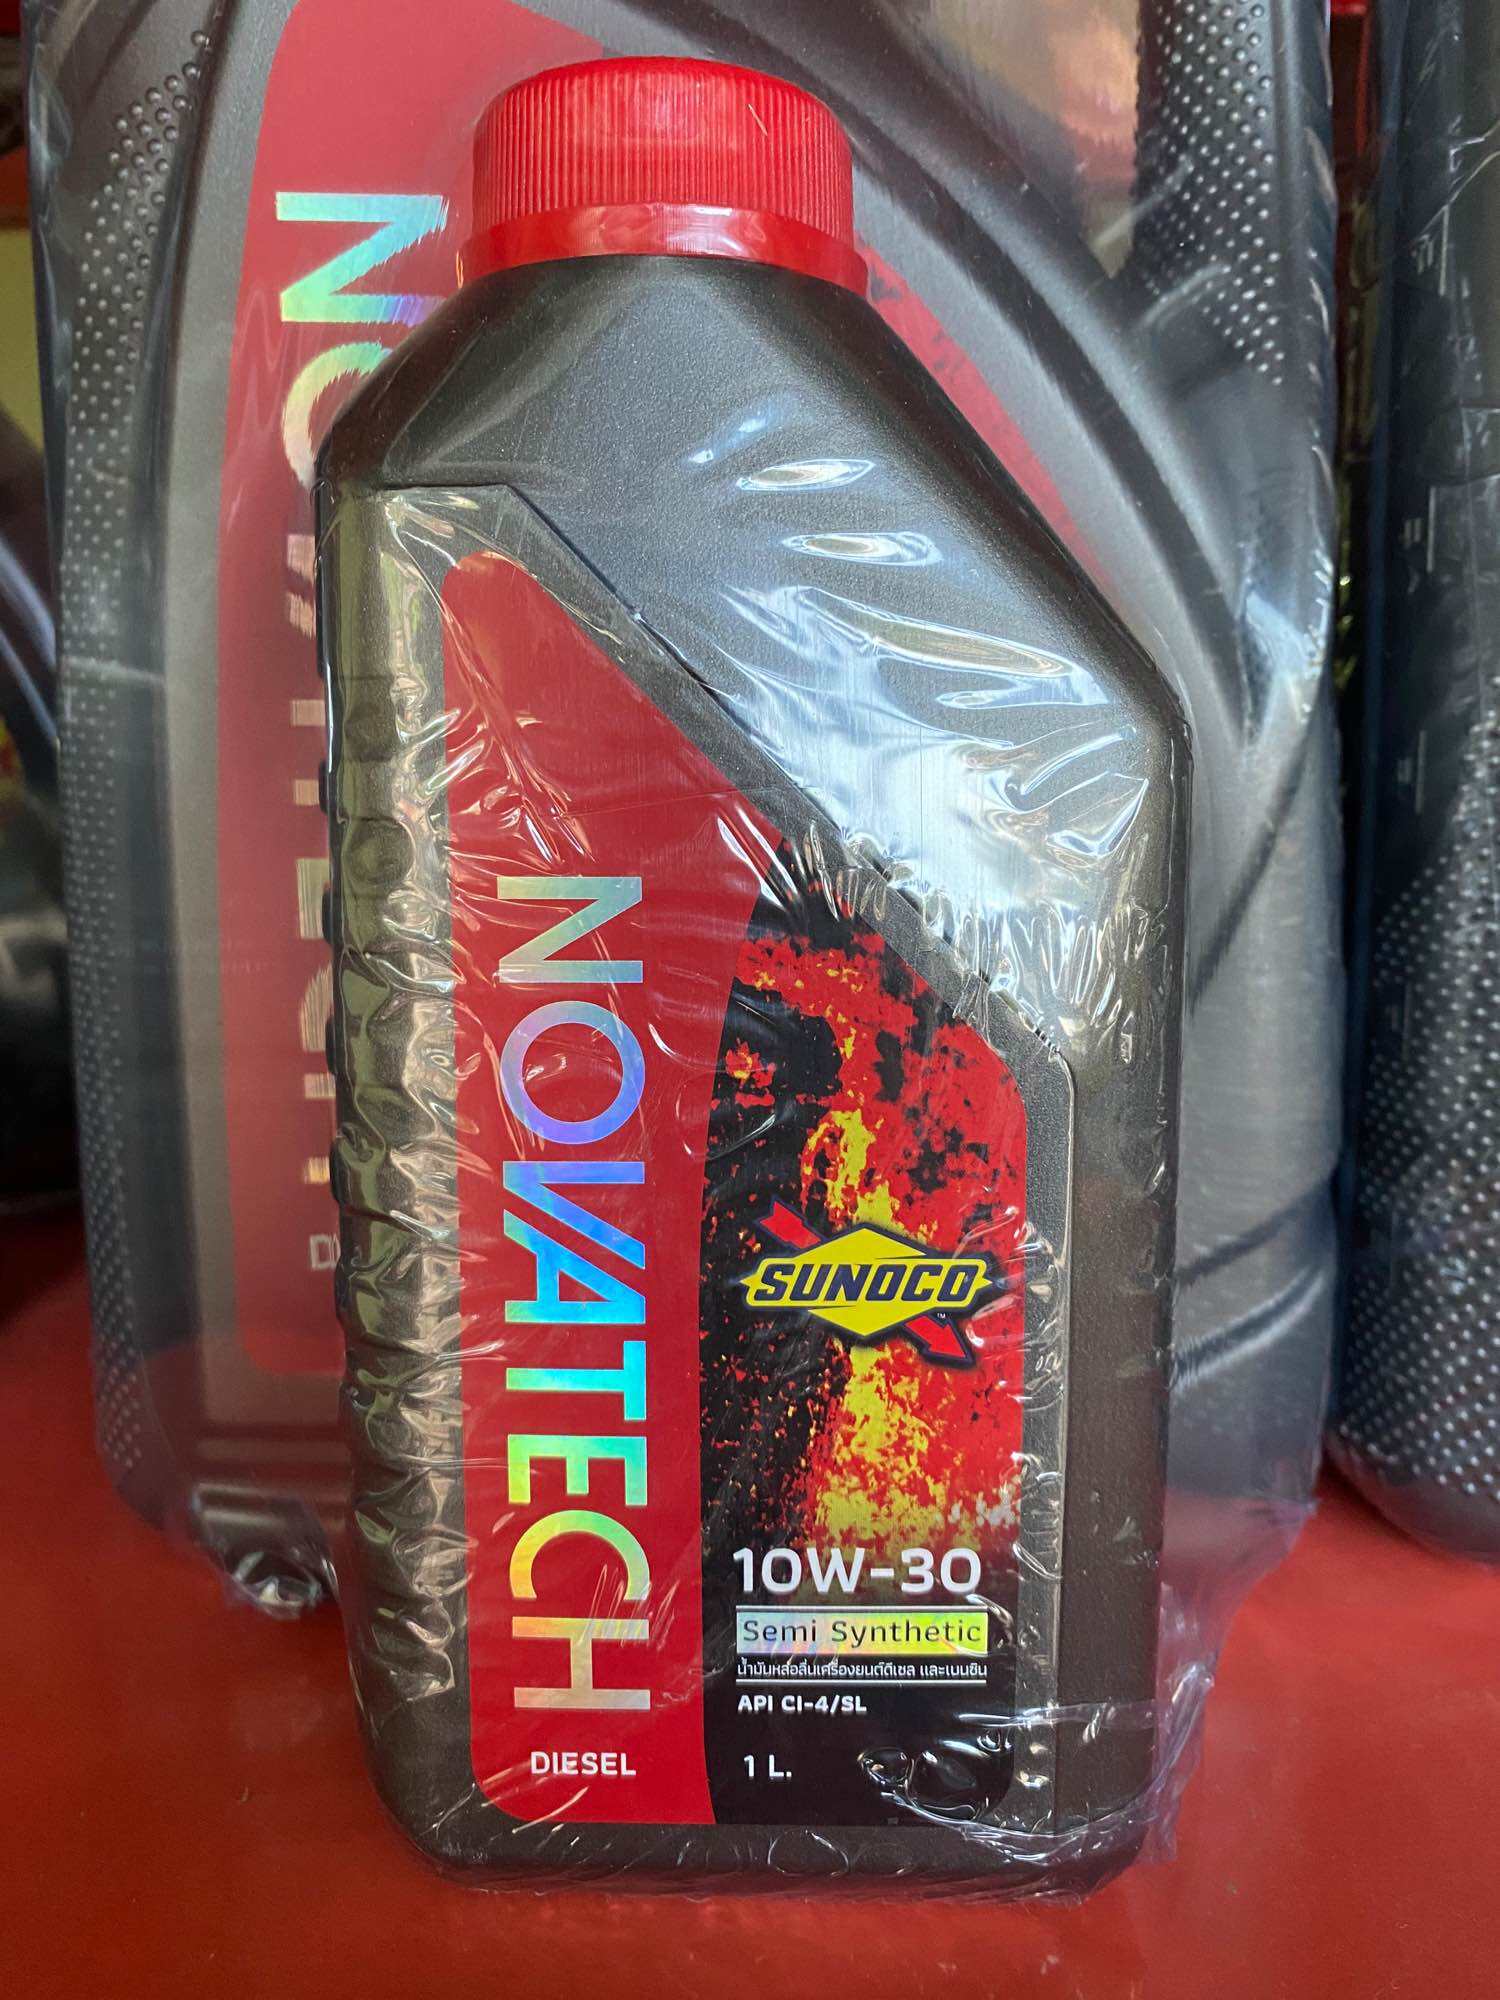 NOVATECH
DIESEL
SUNOCO
10W-30
Semi Synthetic
น้ำมันหล่อลื่นเครื่องยนต์ดีเซล และเบนซิน
API CI-4/SL
1 L.